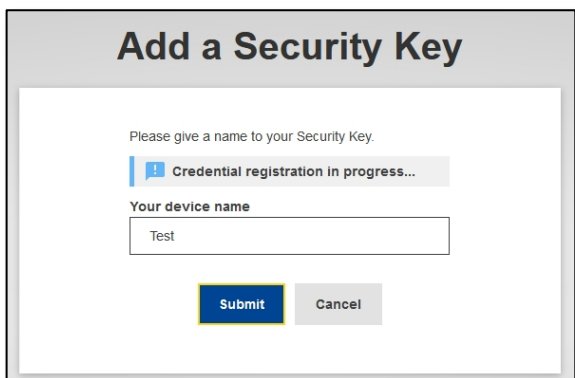 Add a Security Key
Please give a name to your Security Key.
Credential registration in progress...
Your device name
Test
Submit
Cancel